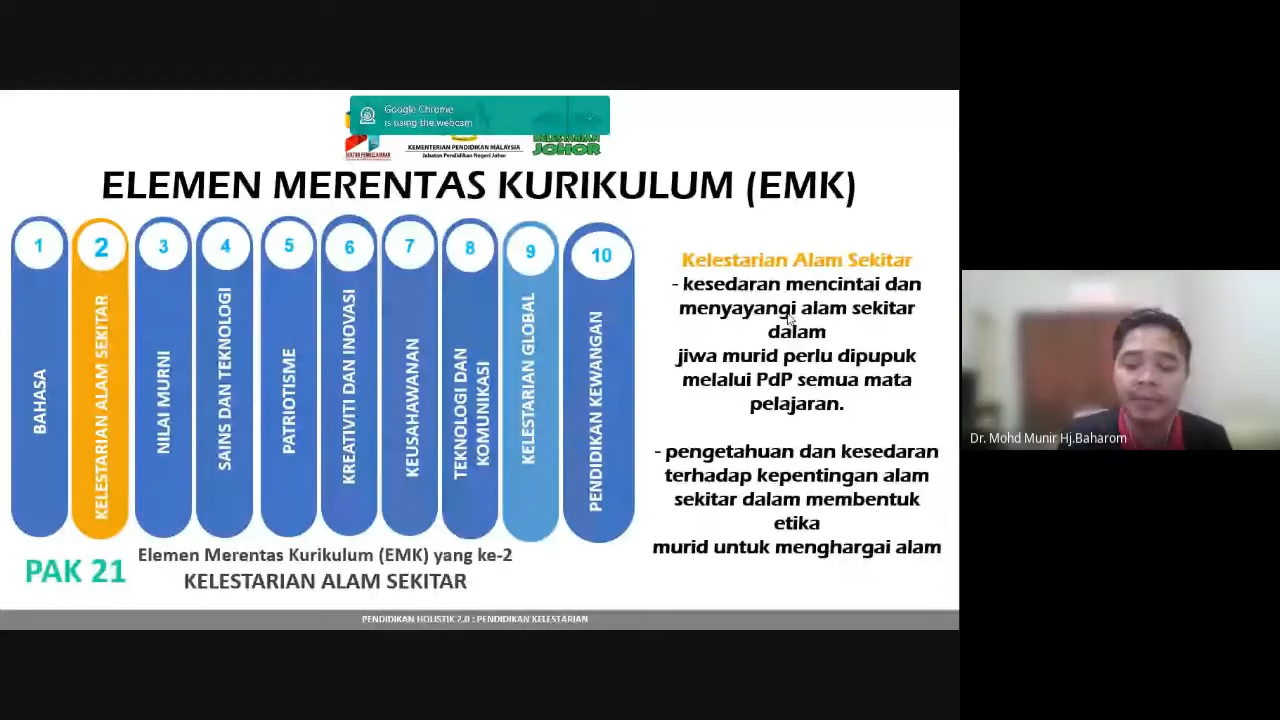 Google Chrome
is using the webcam
SEKTOR PEMBELAJARAN
KEMENTERIAN PENDIDIKAN MALAYSIA
Jabatan Pendidikan Negeri Johor
KELESTARIAN
JOHOR
ELEMEN MERENTAS KURIKULUM (EMK)
1
BAHASA
2
KELESTARIAN ALAM SEKITAR
3
NILAI MURNI
4
SAINS DAN TEKNOLOGI
5
PATRIOTISME
6
KREATIVITI DAN INOVASI
7
KEUSAHAWANAN
8
TEKNOLOGI DAN
KOMUNIKASI
9
KELESTARIAN GLOBAL
10
PENDIDIKAN KEWANGAN
Kelestarian Alam Sekitar
- kesedaran mencintai dan
menyayangi alam sekitar
dalam
jiwa murid perlu dipupuk
melalui PdP semua mata
pelajaran.
- pengetahuan dan kesedaran
terhadap kepentingan alam
sekitar dalam membentuk
etika
murid untuk menghargai alam
PAK 21
Elemen Merentas Kurikulum (EMK) yang ke-2
KELESTARIAN ALAM SEKITAR
PENDIDIKAN HOLISTIK 2.0 : PENDIDIKAN KELESTARIAN
Dr. Mohd Munir Hj.Baharom